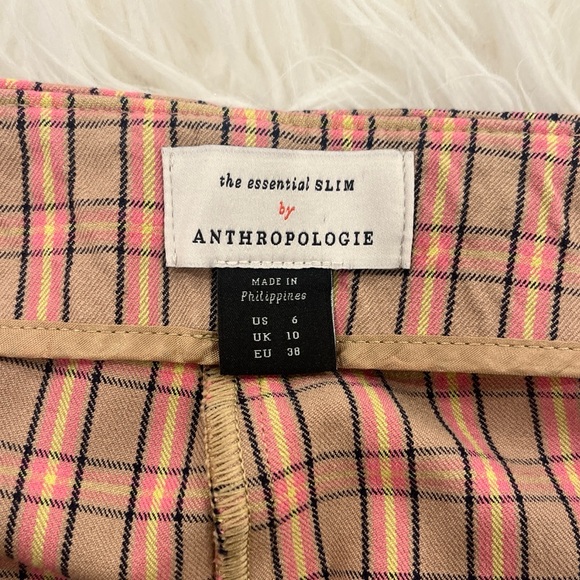 the essential SLIM
by
ANTHROPOLOGIE
MADE IN
Philippines
US 6
UK 10
EU 38